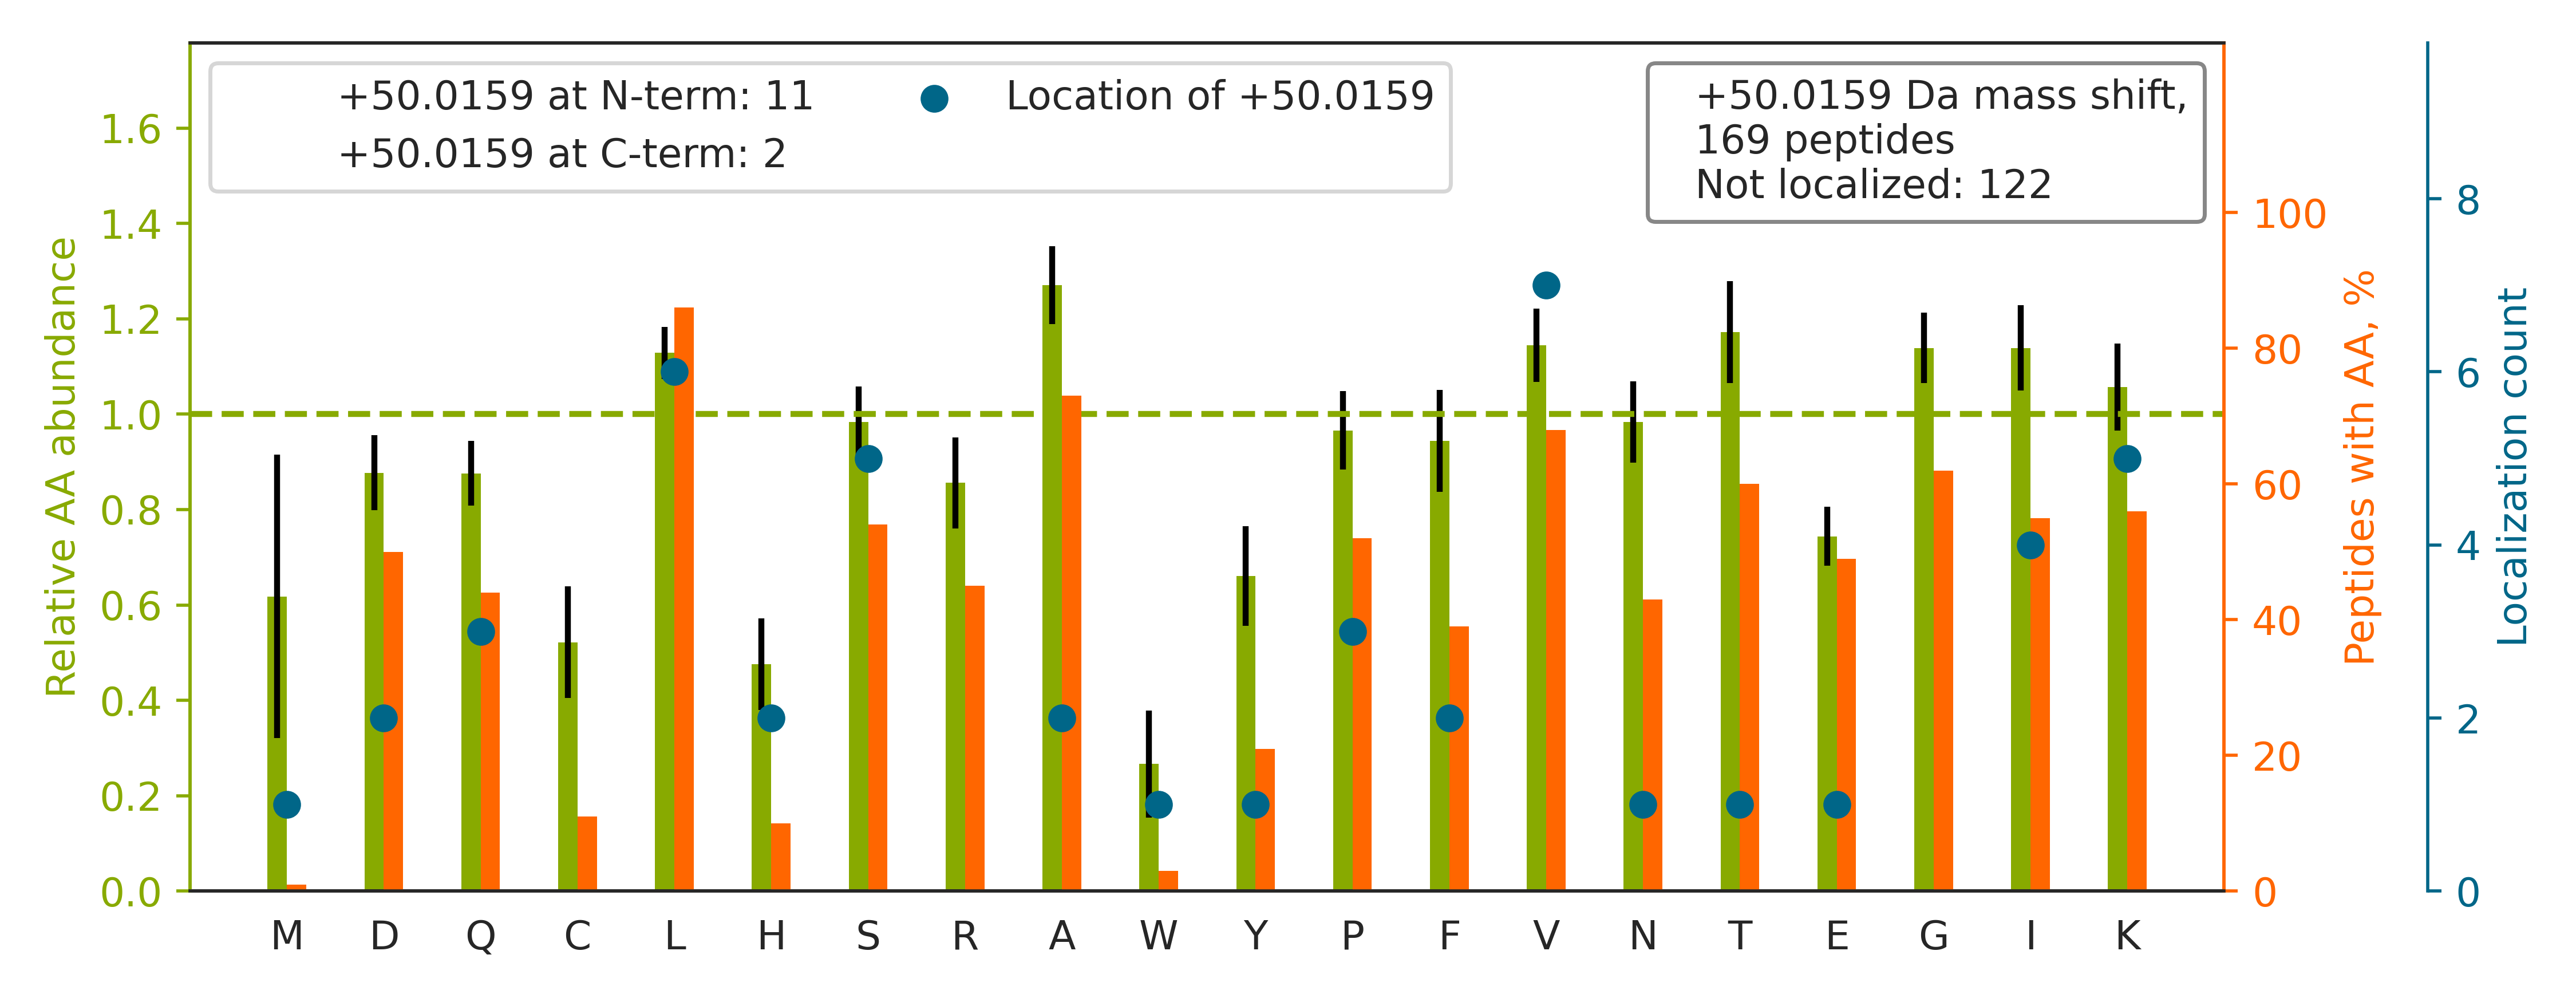 +50.0159 at N-term: 11
+50.0159 at C-term: 2
Location of +50.0159
+50.0159 Da mass shift,
169 peptides
Not localized: 122
Relative AA abundance
1.6
1.4
1.2
1.0
0.8
0.6
0.4
0.2
0.0
M D Q C L H S R A W Y P F V N T E G I K
100
80
60
40
20
0
Peptides with AA, %
8
6
4
2
0
Localization count